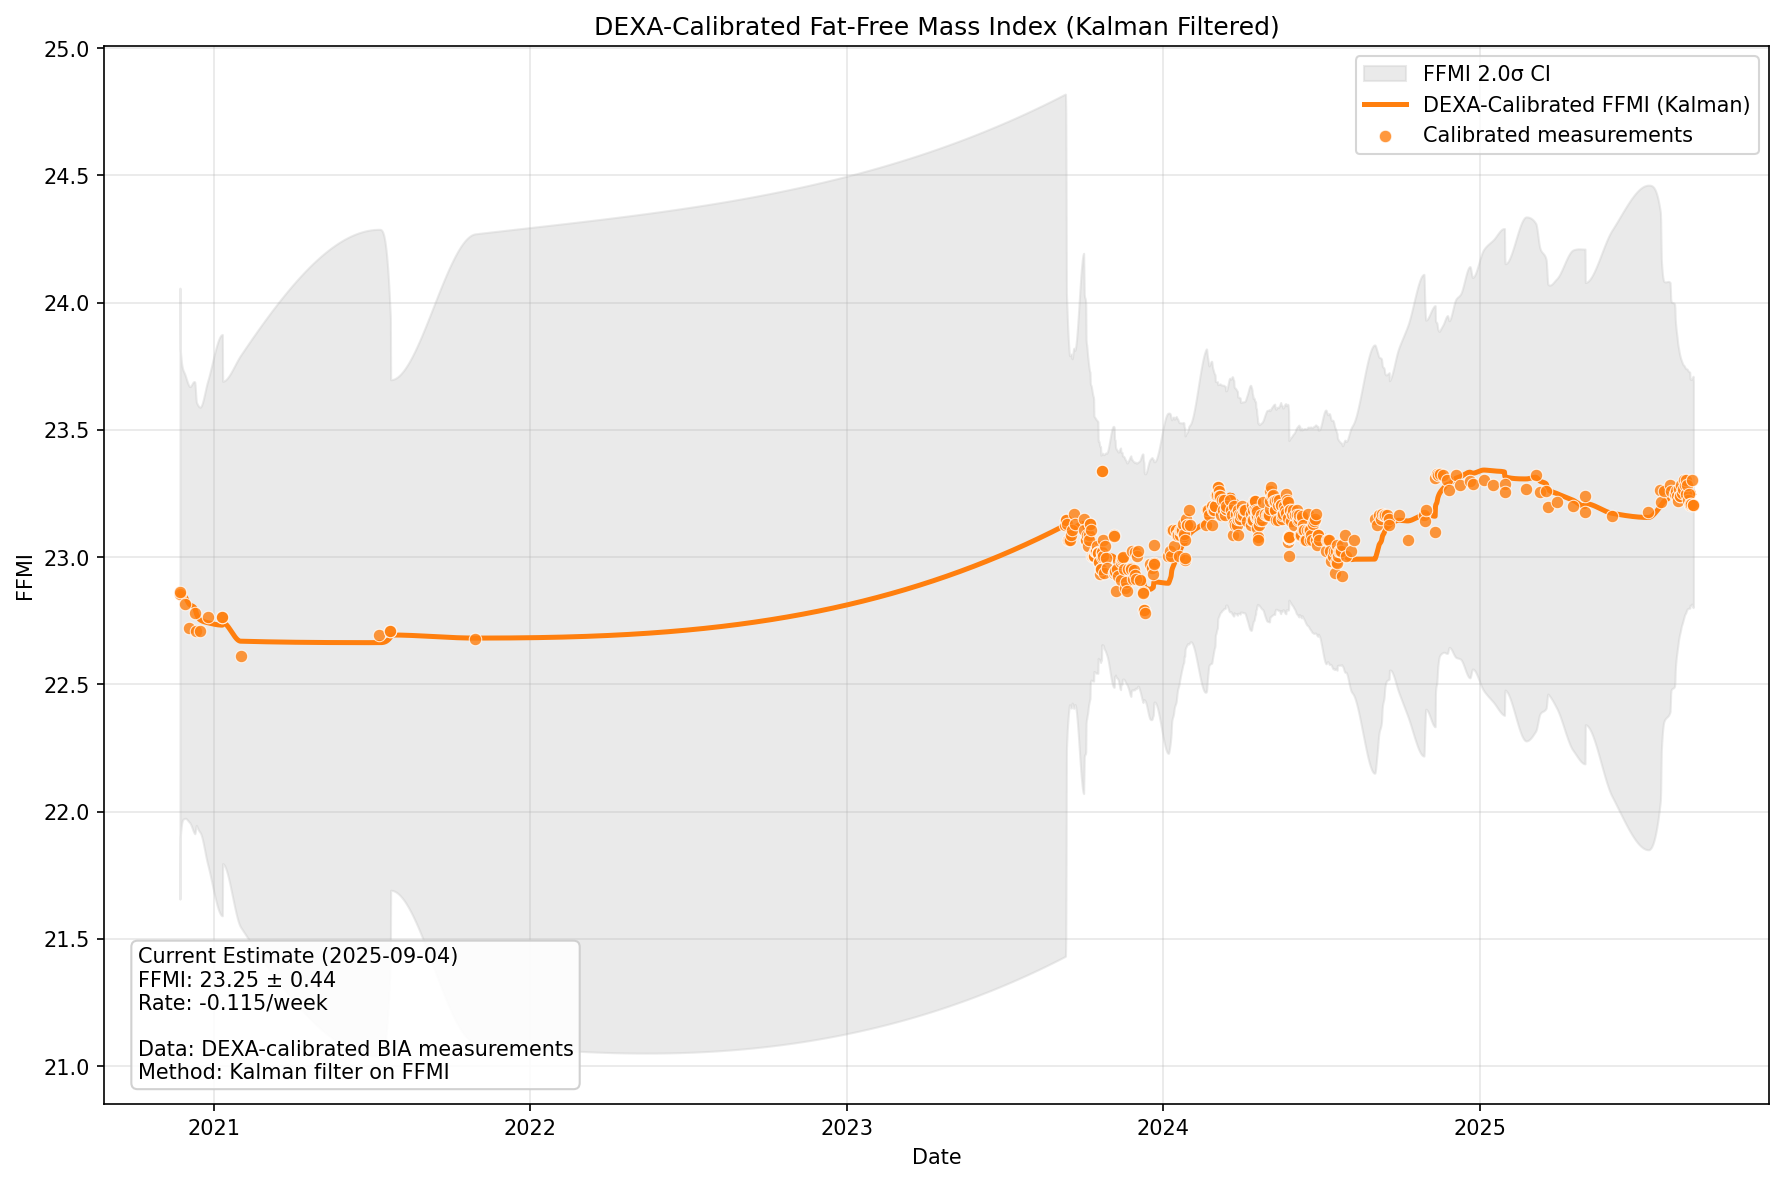 DEXA-Calibrated Fat-Free Mass Index (Kalman Filtered)
25.0
24.5
24.0
23.5
23.0
22.5
22.0
21.5
21.0
FFMI
FFMI 2.0σ CI
DEXA-Calibrated FFMI (Kalman)
Calibrated measurements
Current Estimate (2025-09-04)
FFMI: 23.25 ± 0.44
Rate: -0.115/week
Data: DEXA-calibrated BIA measurements
Method: Kalman filter on FFMI
2021
2022
2023
2024
2025
Date